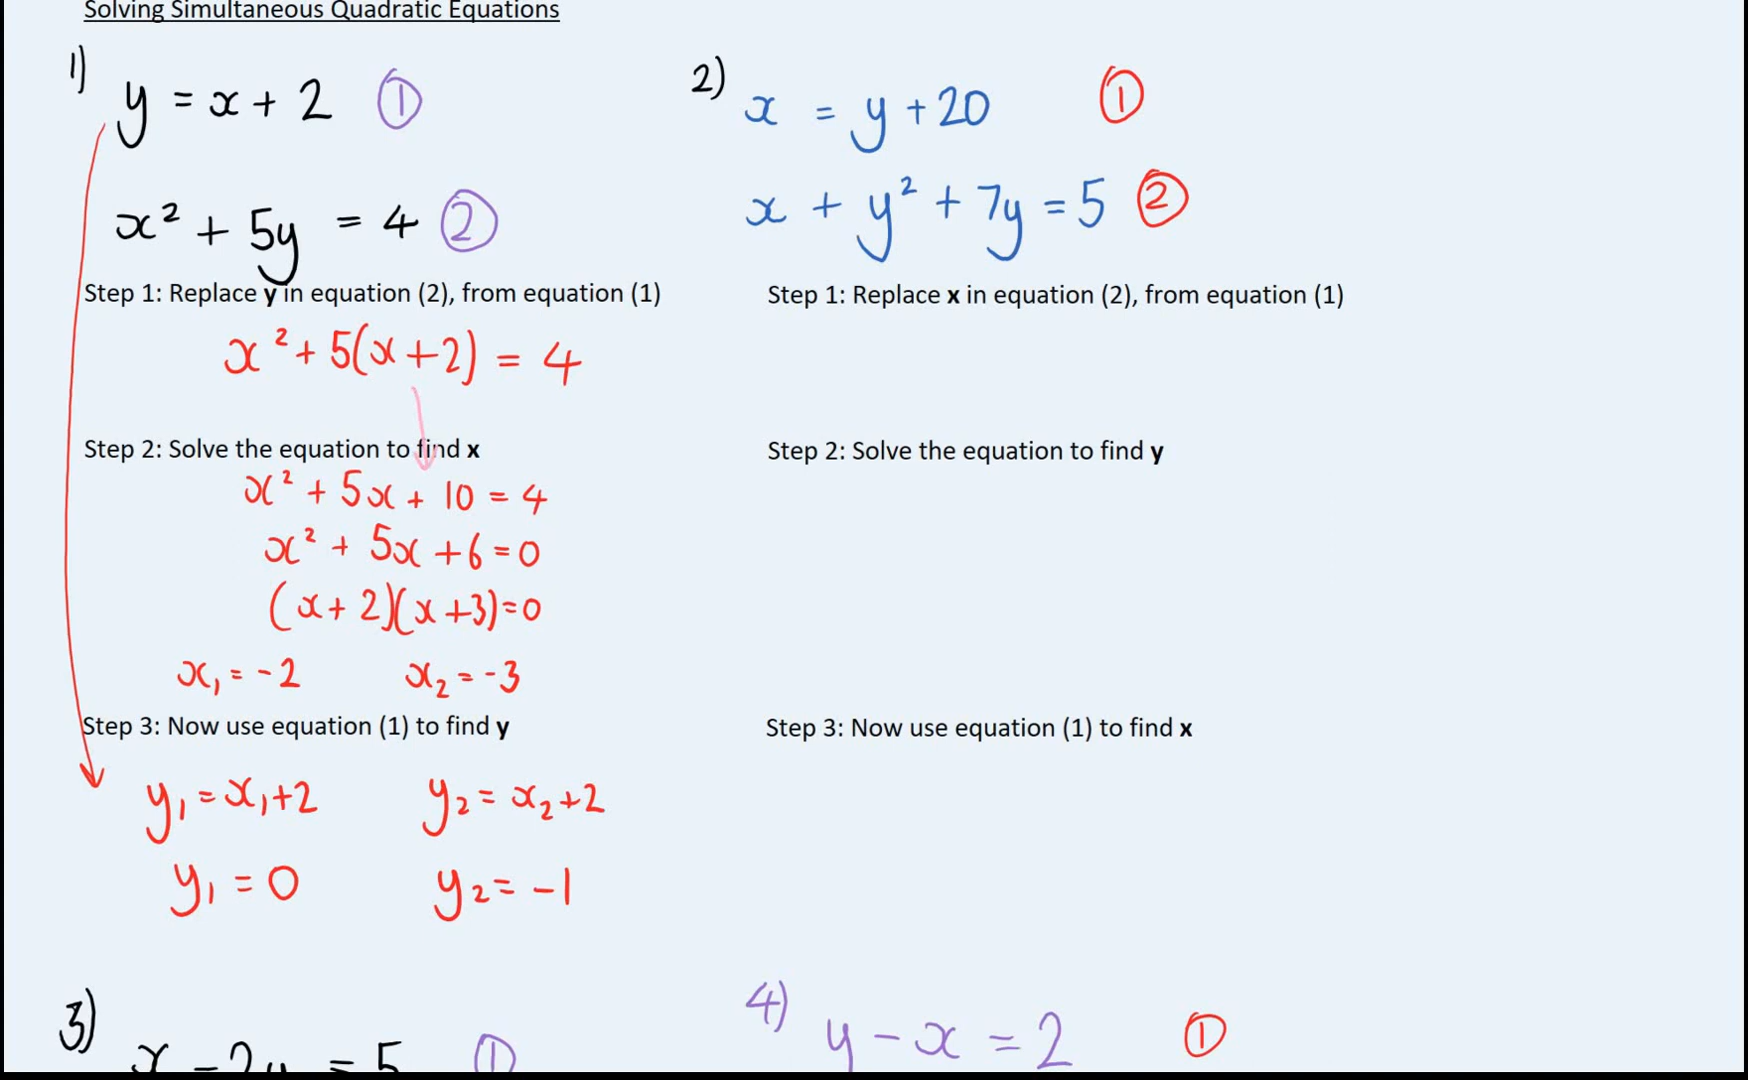 Solving Simultaneous Quadratic Equations
1)
y = x + 2 ①
x² + 5y = 4 ②
Step 1: Replace y in equation (2), from equation (1)
x² + 5(x + 2) = 4
Step 2: Solve the equation to find x
x² + 5x + 10 = 4
x² + 5x + 6 = 0
(x + 2)(x + 3) = 0
x₁ = -2 x₂ = -3
Step 3: Now use equation (1) to find y
y₁ = x₁ + 2 y₂ = x₂ + 2
y₁ = 0 y₂ = -1
2)
x = y + 20 ①
x + y² + 7y = 5 ②
Step 1: Replace x in equation (2), from equation (1)
Step 2: Solve the equation to find y
Step 3: Now use equation (1) to find x
3)
x - 2y = 5 ①
4)
y - x = 2 ①